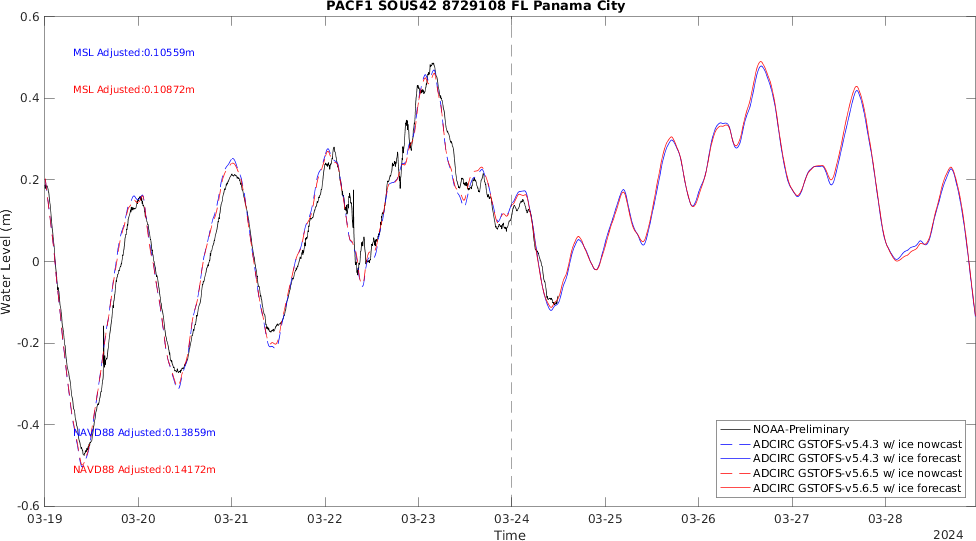 PACF1 SOUS42 8729108 FL Panama City
0.6
0.4
0.2
0
-0.2
-0.4
-0.6
Water Level (m)
MSL Adjusted:0.10559m
MSL Adjusted:0.10872m
NAVD88 Adjusted:0.13859m
NAVD88 Adjusted:0.14172m
NOAA-Preliminary
ADCIRC GSTOFS-v5.4.3 w/ ice nowcast
ADCIRC GSTOFS-v5.4.3 w/ ice forecast
ADCIRC GSTOFS-v5.6.5 w/ ice nowcast
ADCIRC GSTOFS-v5.6.5 w/ ice forecast
03-19 03-20 03-21 03-22 03-23 03-24 03-25 03-26 03-27 03-28
Time
2024